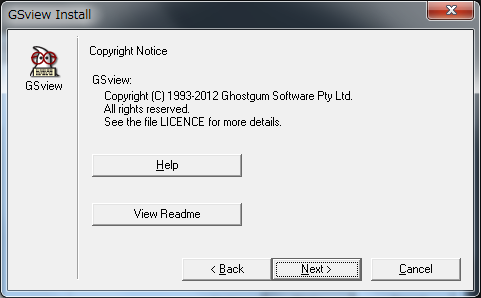 GSview Install
GSview
Copyright Notice
GSview:
Copyright (C) 1993-2012 Ghostgum Software Pty Ltd.
All rights reserved.
See the file LICENCE for more details.
Help
View Readme
< Back
Next >
Cancel